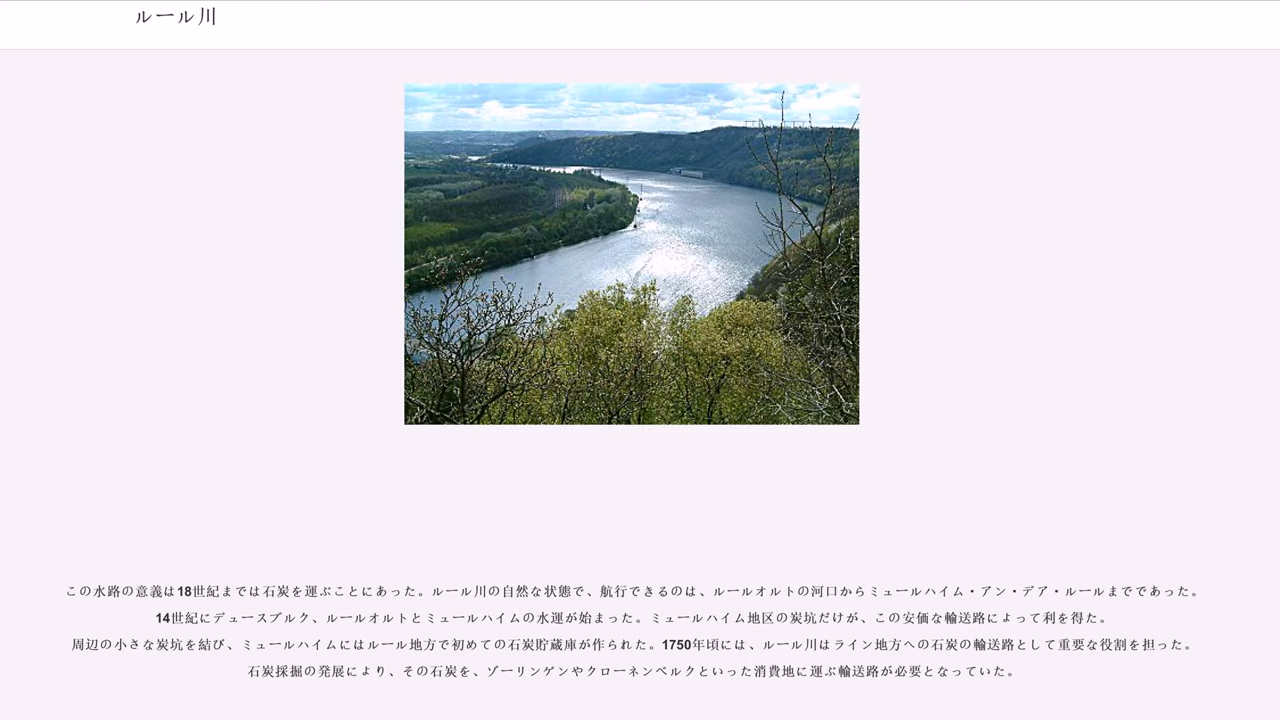 ルール川
この水路の意義は18世紀までは石炭を運ぶことにあった。ルール川の自然な状態で、航行できるのは、ルールオルトの河口からミュールハイム・アン・デア・ルールまでであった。
14世紀にデュースブルク、ルールオルトとミュールハイムの水運が始まった。ミュールハイム地区の炭坑だけが、この安価な輸送路によって利を得た。
周辺の小さな炭坑を結び、ミュールハイムにはルール地方で初めての石炭貯蔵庫が作られた。1750年頃には、ルール川はライン地方への石炭の輸送路として重要な役割を担った。
石炭採掘の発展により、その石炭を、ゾーリンゲンやクローネンベルクといった消費地に運ぶ輸送路が必要となっていた。